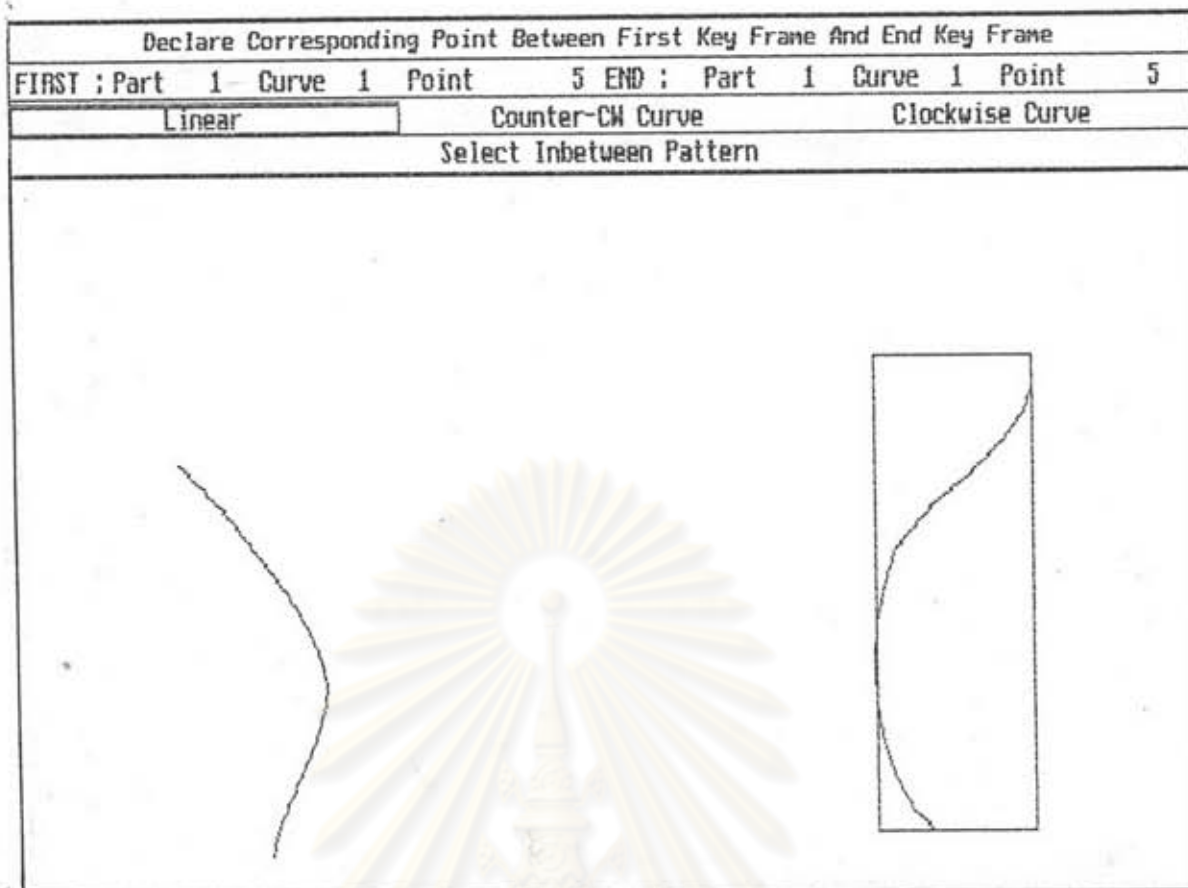 Declare Corresponding Point Between First Key Frame And End Key Frame
FIRST : Part 1 Curve 1 Point 5 END : Part 1 Curve 1 Point 5
Linear Counter-CW Curve Clockwise Curve
Select Inbetween Pattern